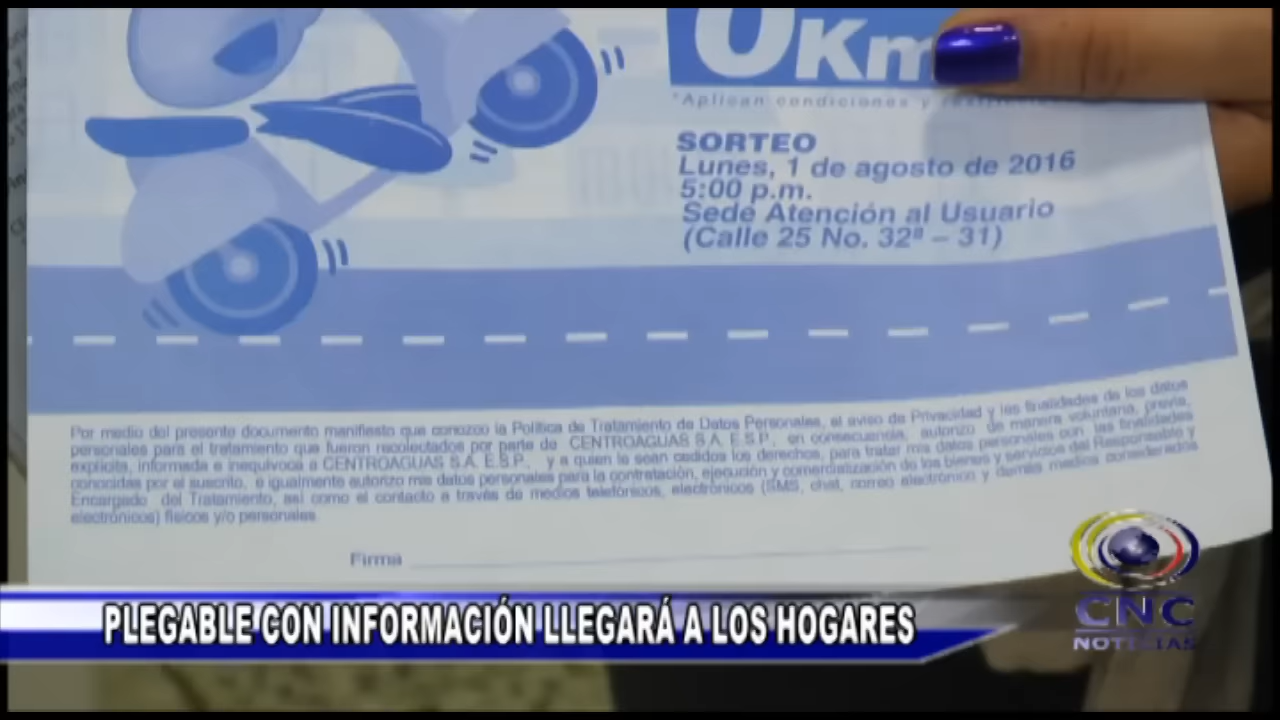 0Km
*Aplican condiciones y
SORTEO
Lunes, 1 de agosto de 2016
5:00 p.m.
Sede Atención al Usuario
(Calle 25 No. 32ª – 31)
Por medio del presente documento manifiesto que conozco la Política de Tratamiento de Datos Personales, el aviso de Privacidad y las finalidades de los datos
personales para el tratamiento que fueron recolectados por parte de CENTROAGUAS S.A. E.S.P., en consecuencia, autorizo de manera voluntaria, previa,
explícita, informada e inequívoca a CENTROAGUAS S.A. E.S.P., y a quien le sean cedidos los derechos, para tratar mis datos personales con las finalidades
conocidas por el suscrito, e igualmente autorizo mis datos personales para la contratación, ejecución y comercialización de los bienes y servicios del Responsable y
Encargado del Tratamiento, así como el contacto a través de medios telefónicos, electrónicos (SMS, chat, correo electrónico y demás medios considerados
electrónicos) físicos y/o personales.
Firma
PLEGABLE CON INFORMACIÓN LLEGARÁ A LOS HOGARES
CNC
NOTICIAS